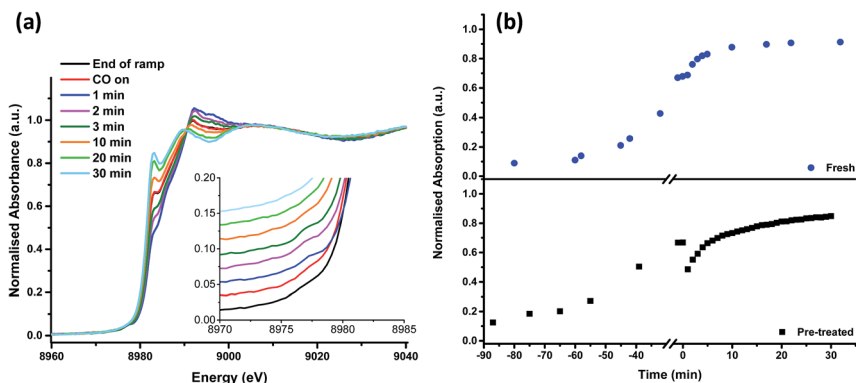 (a)
Normalised Absorbance (a.u.)
1.2
1.0
0.8
0.6
0.4
0.2
0.0
End of ramp
CO on
1 min
2 min
3 min
10 min
20 min
30 min
0.20
0.15
0.10
0.05
0.00
8970 8975 8980 8985
8960 8980 9000 9020 9040
Energy (eV)
(b)
Normalised Absorption (a.u.)
1.0
0.8
0.6
0.4
0.2
0.0
Fresh
1.0
0.8
0.6
0.4
0.2
0.0
Pre-treated
-90 -80 -70 -60 -50 -40 -30 0 10 20 30
Time (min)